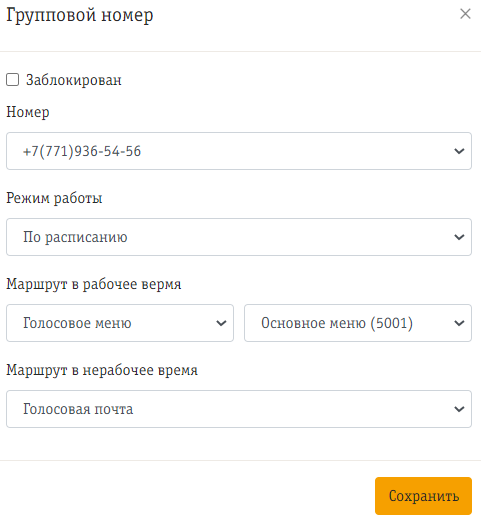 Групповой номер
Заблокирован
Номер
+7(771)936-54-56
Режим работы
По расписанию
Маршрут в рабочее вермя
Голосовое меню Основное меню (5001)
Маршрут в нерабочее время
Голосовая почта
Сохранить